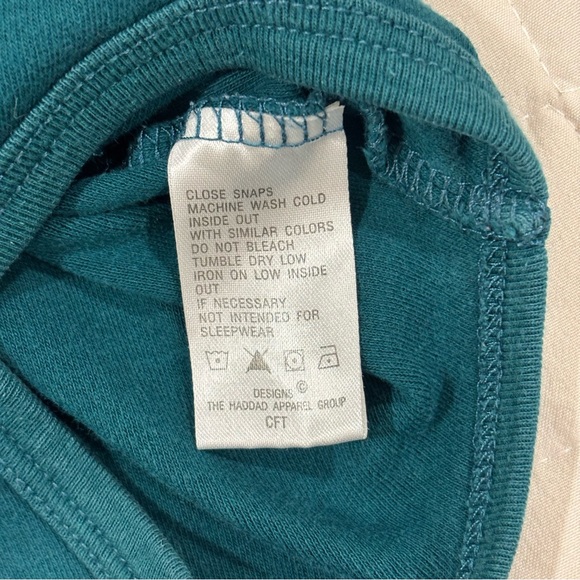 CLOSE SNAPS
MACHINE WASH COLD
INSIDE OUT
WITH SIMILAR COLORS
DO NOT BLEACH
TUMBLE DRY LOW
IRON ON LOW INSIDE
OUT
IF NECESSARY
NOT INTENDED FOR
SLEEPWEAR
DESIGNS©
THE HADDAD APPAREL GROUP
CFT